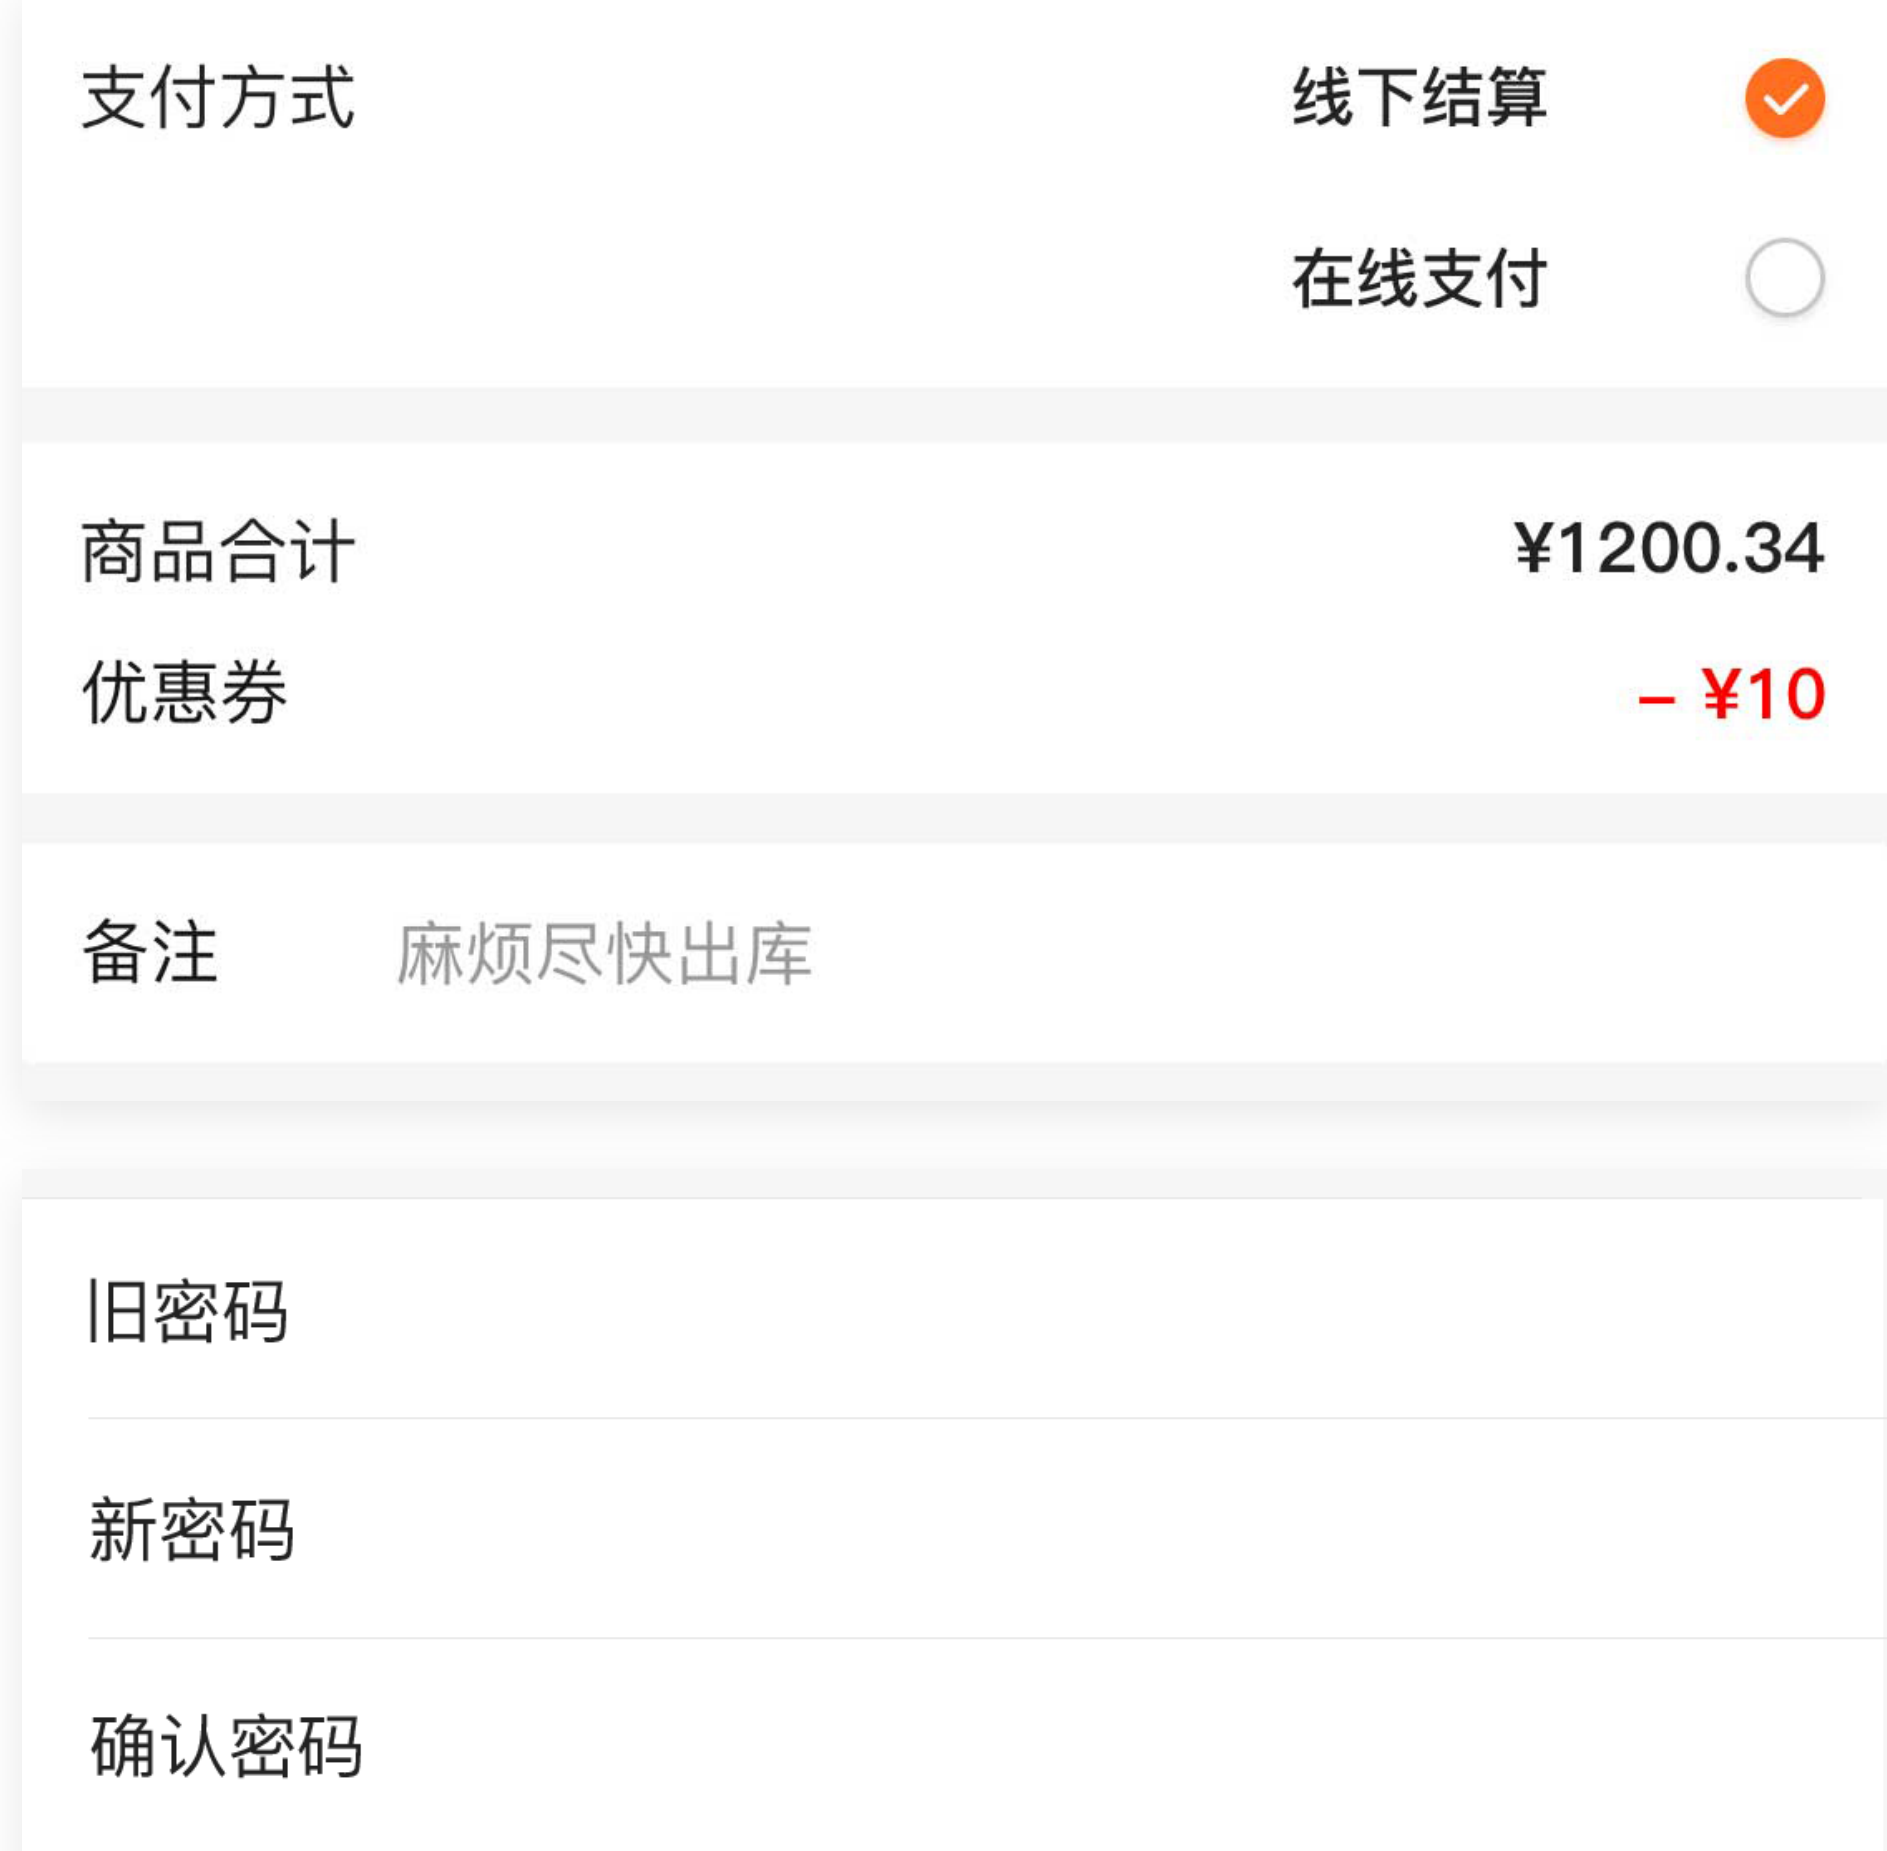 支付方式 线下结算
在线支付
商品合计 ¥1200.34
优惠券 – ¥10
备注 麻烦尽快出库
旧密码
新密码
确认密码